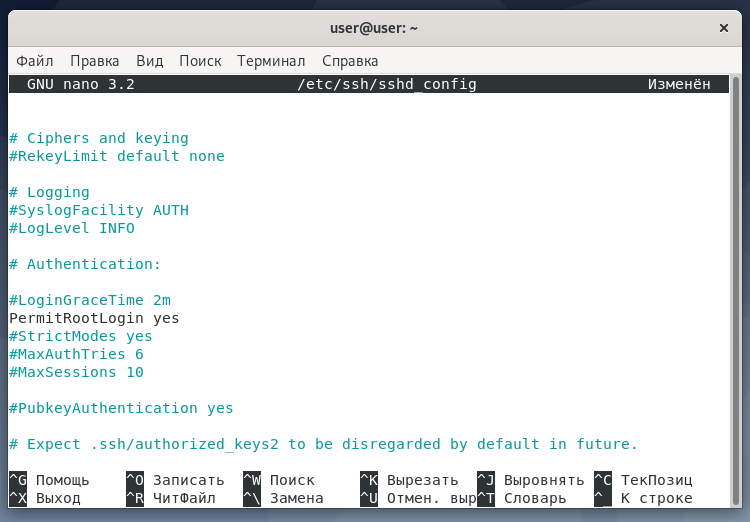 user@user: ~
×
Файл Правка Вид Поиск Терминал Справка
GNU nano 3.2 /etc/ssh/sshd_config Изменён
# Ciphers and keying
#RekeyLimit default none
# Logging
#SyslogFacility AUTH
#LogLevel INFO
# Authentication:
#LoginGraceTime 2m
PermitRootLogin yes
#StrictModes yes
#MaxAuthTries 6
#MaxSessions 10
#PubkeyAuthentication yes
# Expect .ssh/authorized_keys2 to be disregarded by default in future.
^G Помощь ^O Записать ^W Поиск ^K Вырезать ^J Выровнять ^C ТекПозиц
^X Выход ^R ЧитФайл ^\ Замена ^U Отмен. выр^T Словарь ^_ К строке